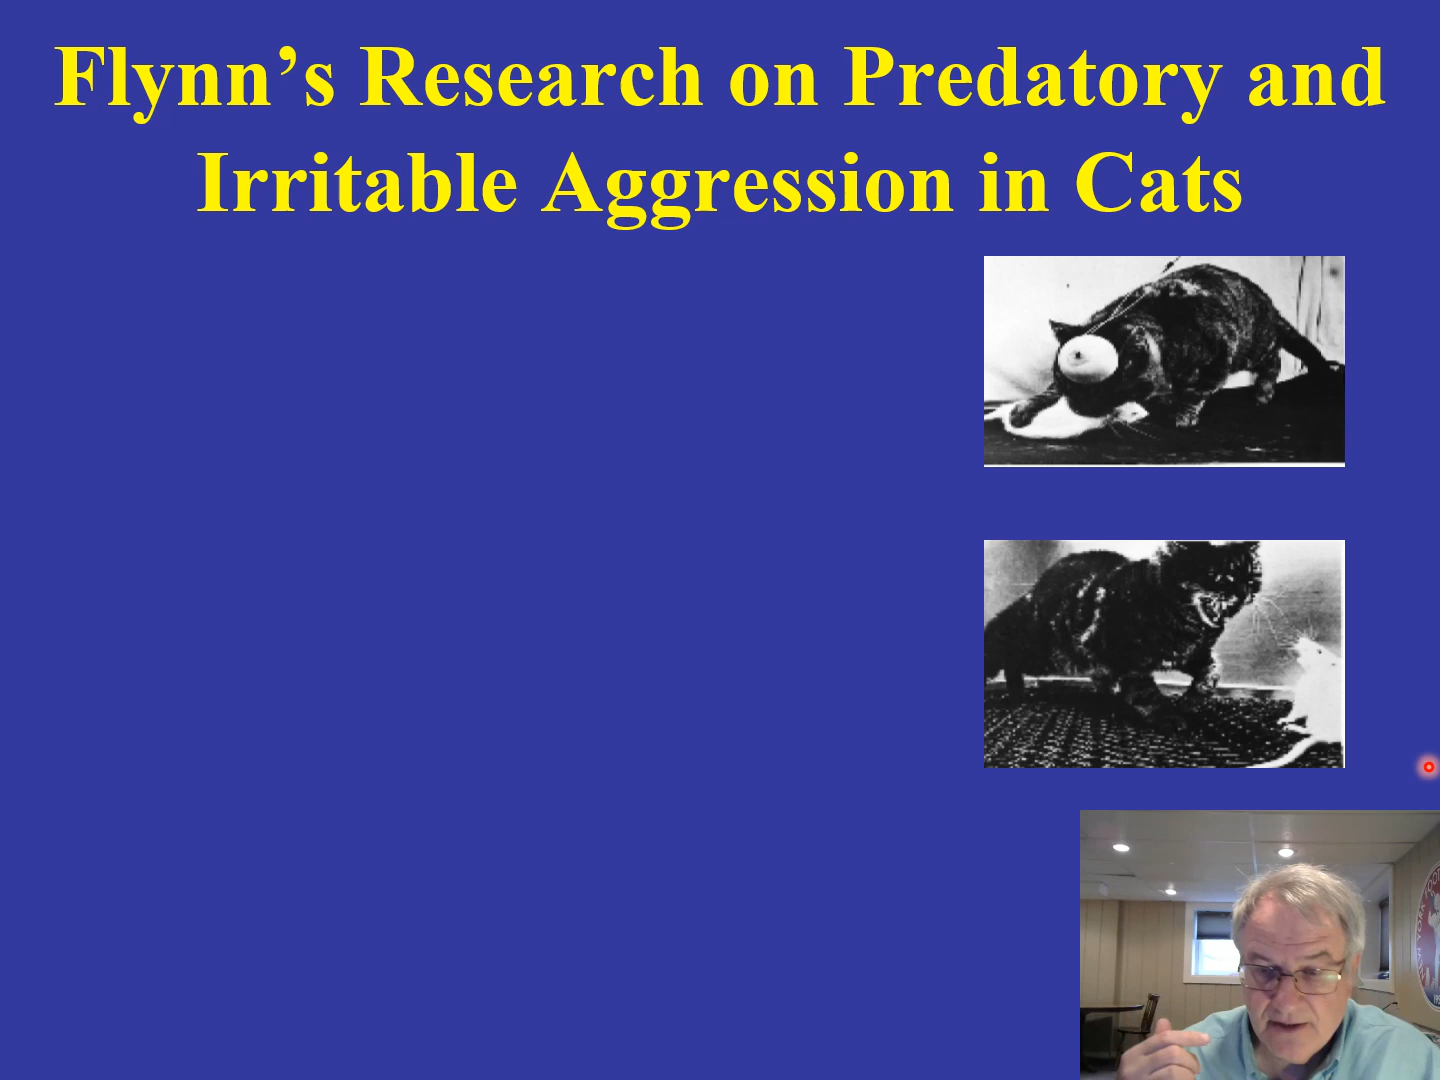 Flynn’s Research on Predatory and
Irritable Aggression in Cats